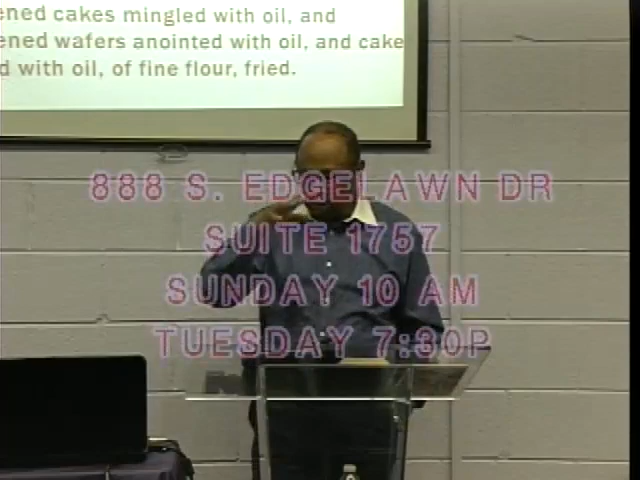 ened cakes mingled with oil, and
ened wafers anointed with oil, and cake
d with oil, of fine flour, fried.
888 S. EDGELAWN DR
SUITE 1757
SUNDAY 10 AM
TUESDAY 7:30P